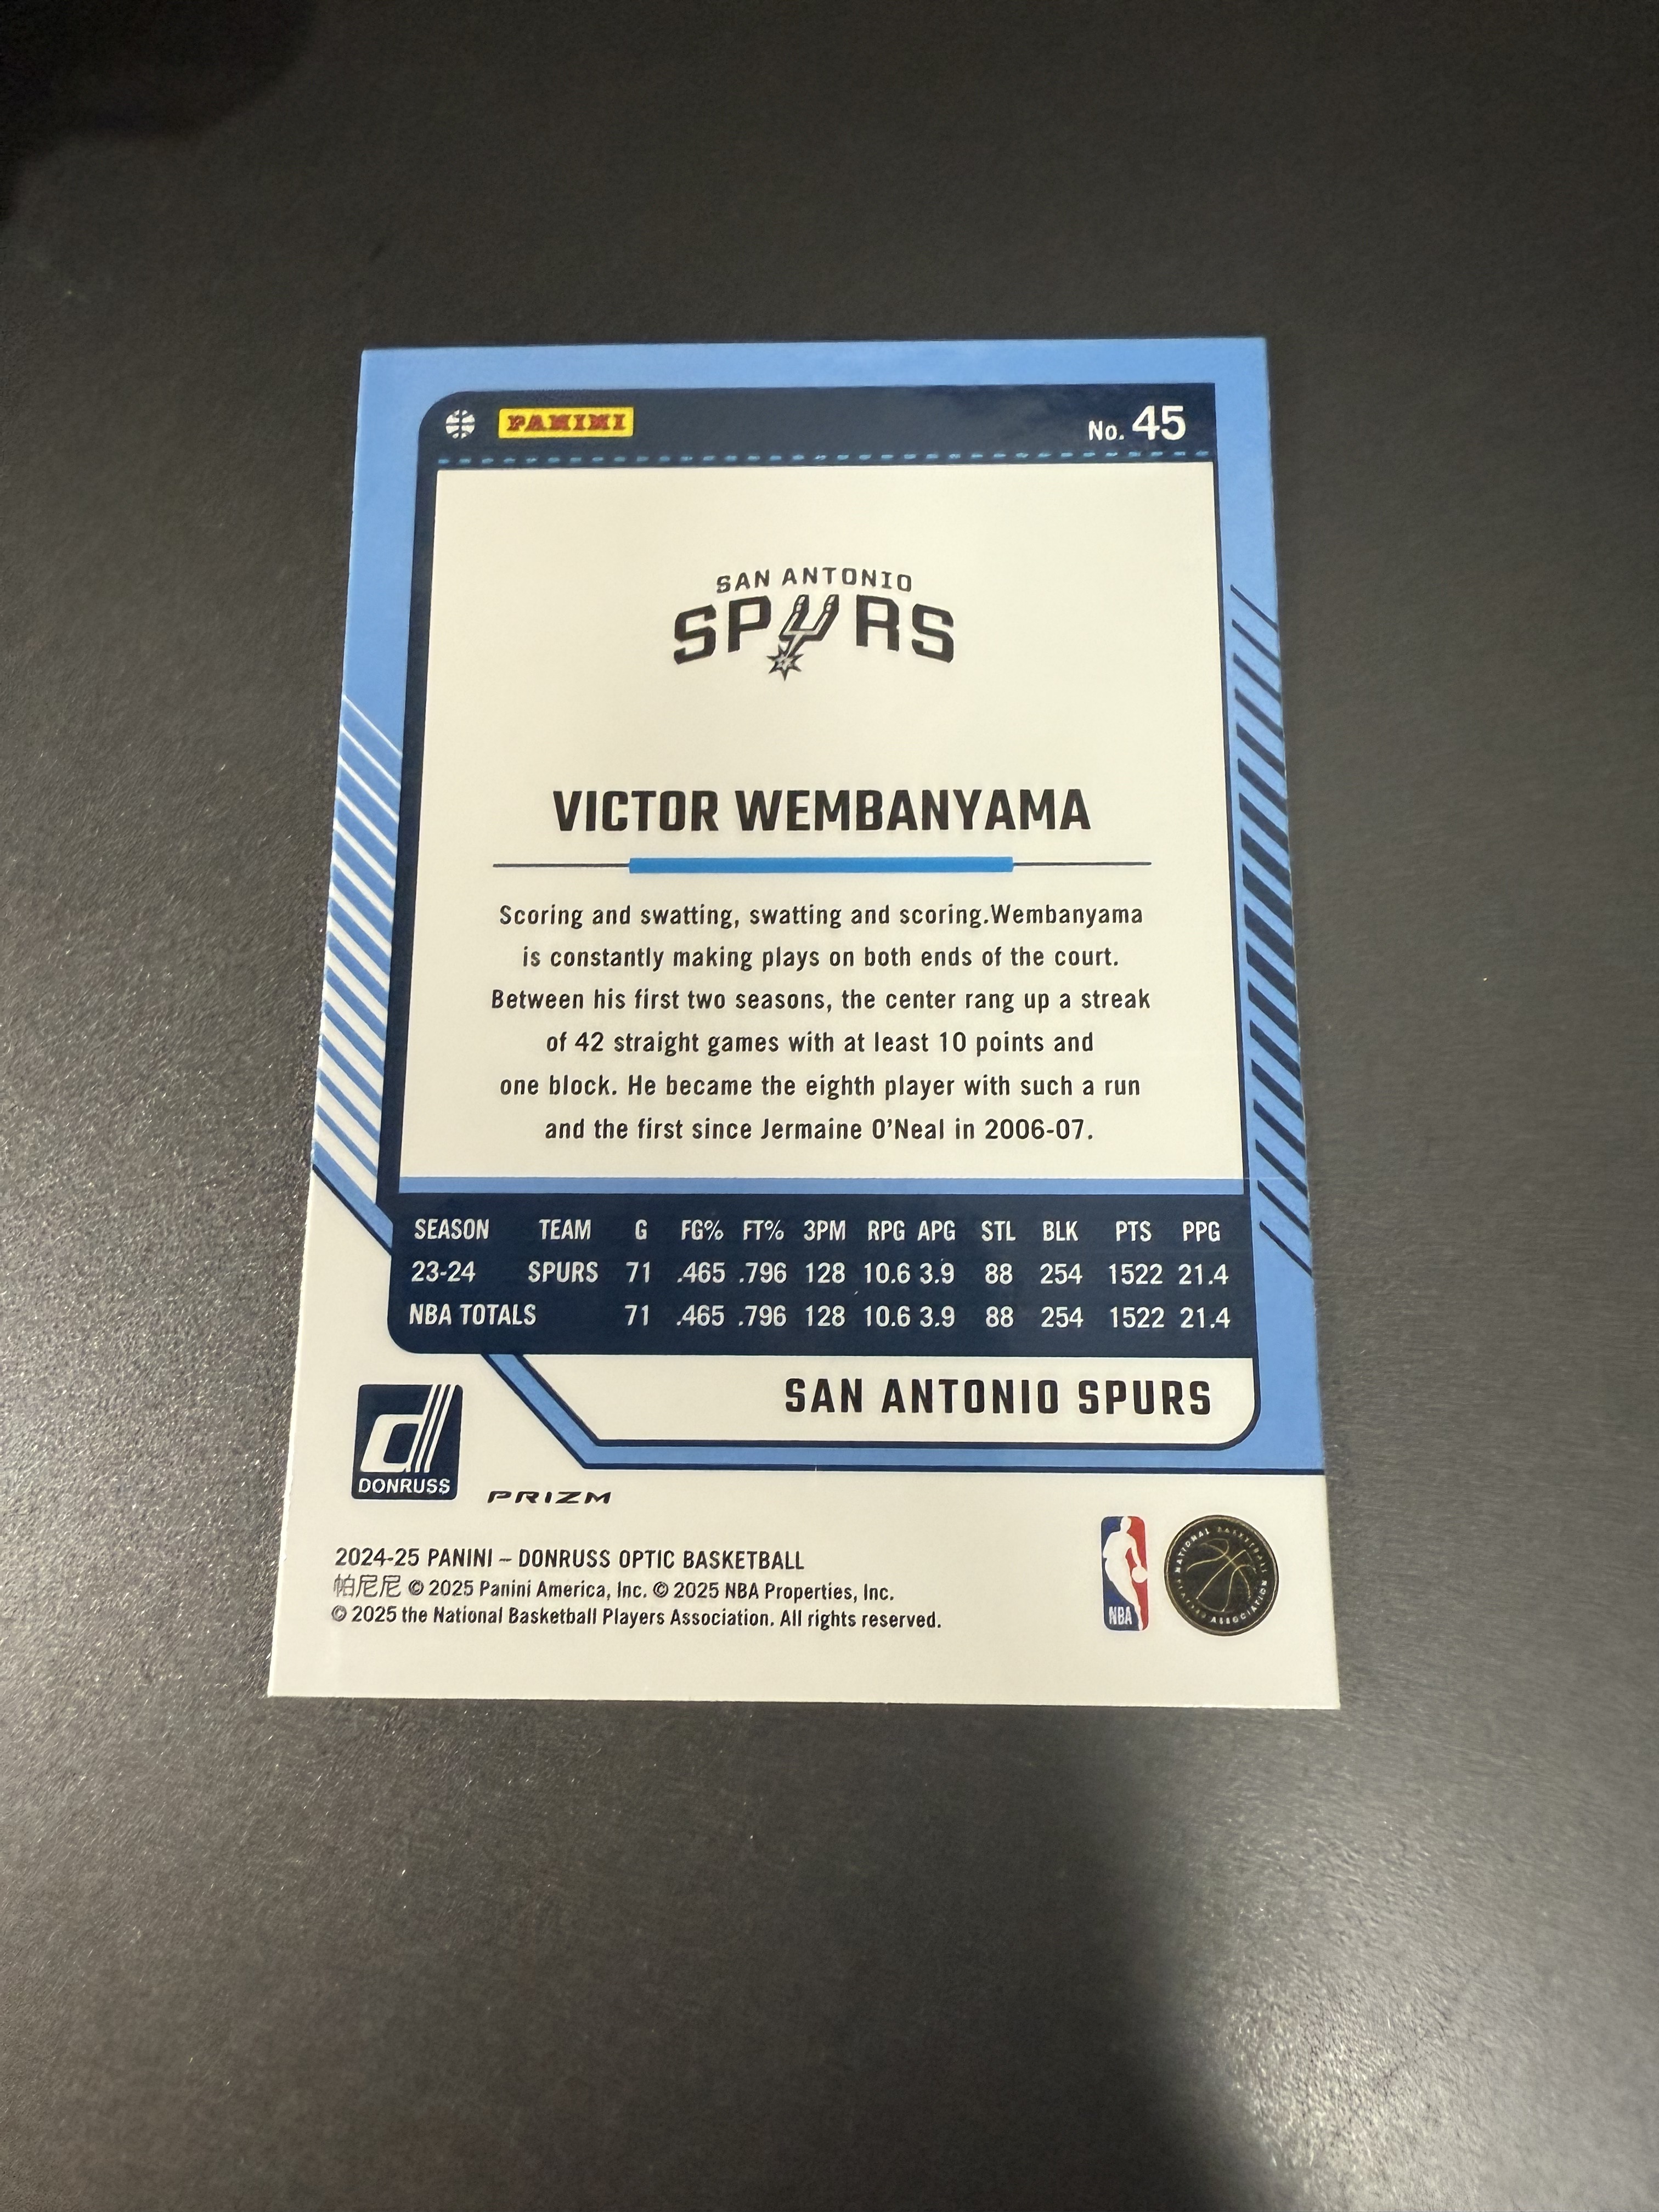 PANINI
No. 45
SAN ANTONIO
SPURS
VICTOR WEMBANYAMA
Scoring and swatting, swatting and scoring.Wembanyama
is constantly making plays on both ends of the court.
Between his first two seasons, the center rang up a streak
of 42 straight games with at least 10 points and
one block. He became the eighth player with such a run
and the first since Jermaine O'Neal in 2006-07.
SEASON TEAM G FG% FT% 3PM RPG APG STL BLK PTS PPG
23-24 SPURS 71 .465 .796 128 10.6 3.9 88 254 1522 21.4
NBA TOTALS 71 .465 .796 128 10.6 3.9 88 254 1522 21.4
SAN ANTONIO SPURS
DONRUSS
PRIZM
2024-25 PANINI – DONRUSS OPTIC BASKETBALL
帕尼尼 © 2025 Panini America, Inc. © 2025 NBA Properties, Inc.
© 2025 the National Basketball Players Association. All rights reserved.
NBA
NATIONAL BASKETBALL PLAYERS ASSOCIATION